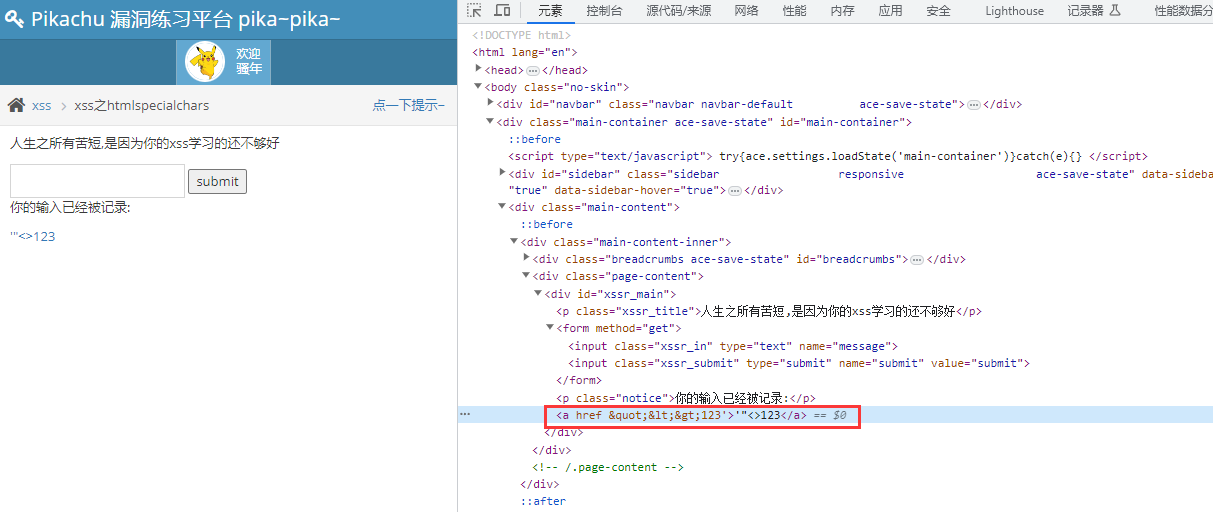 Pikachu 漏洞练习平台 pika~pika~
欢迎
骚年
xss > xss之htmlspecialchars 点一下提示~
人生之所有苦短,是因为你的xss学习的还不够好
submit
你的输入已经被记录:
'"<>123
元素 控制台 源代码/来源 网络 性能 内存 应用 安全 Lighthouse 记录器 性能数据分
<!DOCTYPE html>
<html lang="en">
<head>…</head>
<body class="no-skin">
<div id="navbar" class="navbar navbar-default ace-save-state">…</div>
<div class="main-container ace-save-state" id="main-container">
::before
<script type="text/javascript"> try{ace.settings.loadState('main-container')}catch(e){} </script>
<div id="sidebar" class="sidebar responsive ace-save-state" data-sideba
"true" data-sidebar-hover="true">…</div>
<div class="main-content">
::before
<div class="main-content-inner">
<div class="breadcrumbs ace-save-state" id="breadcrumbs">…</div>
<div class="page-content">
<div id="xssr_main">
<p class="xssr_title">人生之所有苦短,是因为你的xss学习的还不够好</p>
<form method="get">
<input class="xssr_in" type="text" name="message">
<input class="xssr_submit" type="submit" name="submit" value="submit">
</form>
<p class="notice">你的输入已经被记录:</p>
… <a href &quot;&lt;&gt;123'>'"<>123</a> == $0
</div>
</div>
<!-- /.page-content -->
</div>
::after